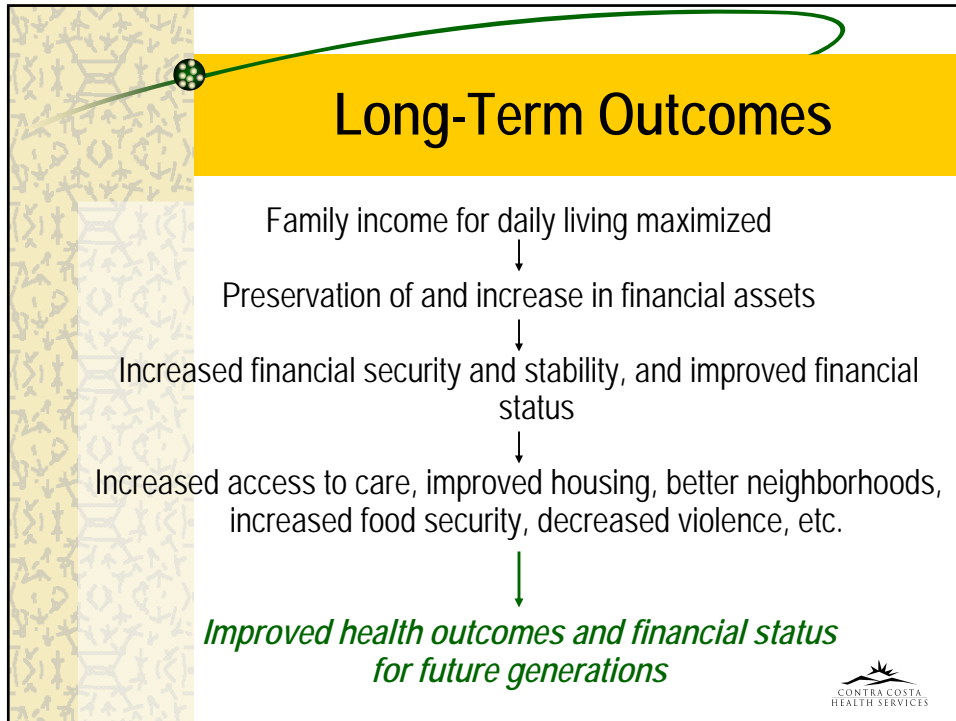 Long-Term Outcomes
Family income for daily living maximized
Preservation of and increase in financial assets
Increased financial security and stability, and improved financial
status
Increased access to care, improved housing, better neighborhoods,
increased food security, decreased violence, etc.
Improved health outcomes and financial status
for future generations
CONTRA COSTA
HEALTH SERVICES